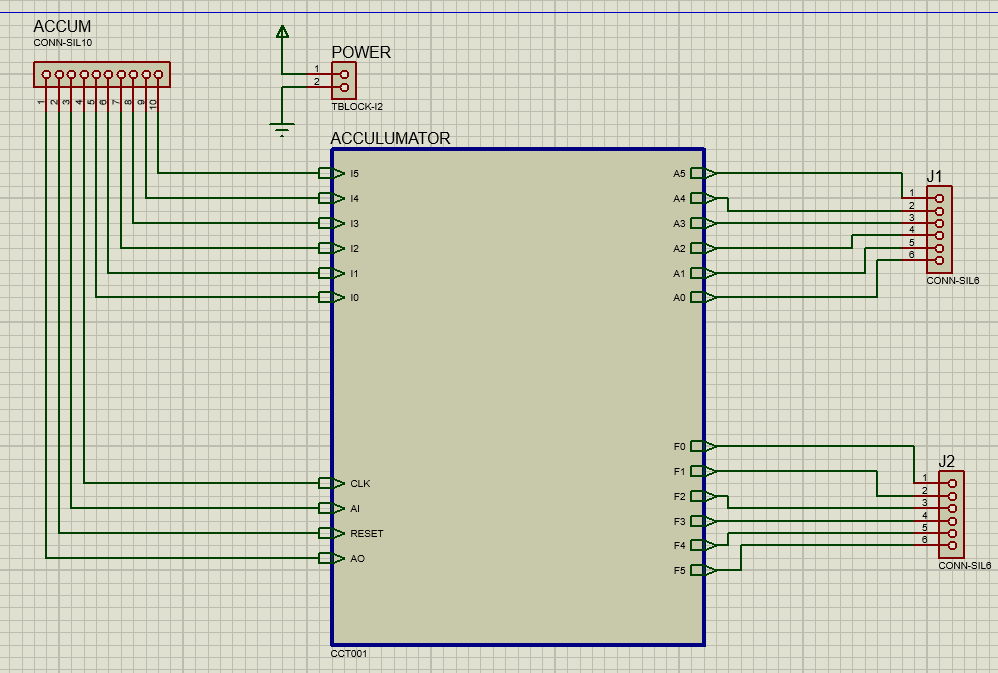 ACCUM
CONN-SIL10
1 2 3 4 5 6 7 8 9 10
POWER
1
2
TBLOCK-I2
ACCULUMATOR
I5
I4
I3
I2
I1
I0
CLK
AI
RESET
AO
A5
A4
A3
A2
A1
A0
F0
F1
F2
F3
F4
F5
CCT001
J1
1
2
3
4
5
6
CONN-SIL6
J2
1
2
3
4
5
6
CONN-SIL6